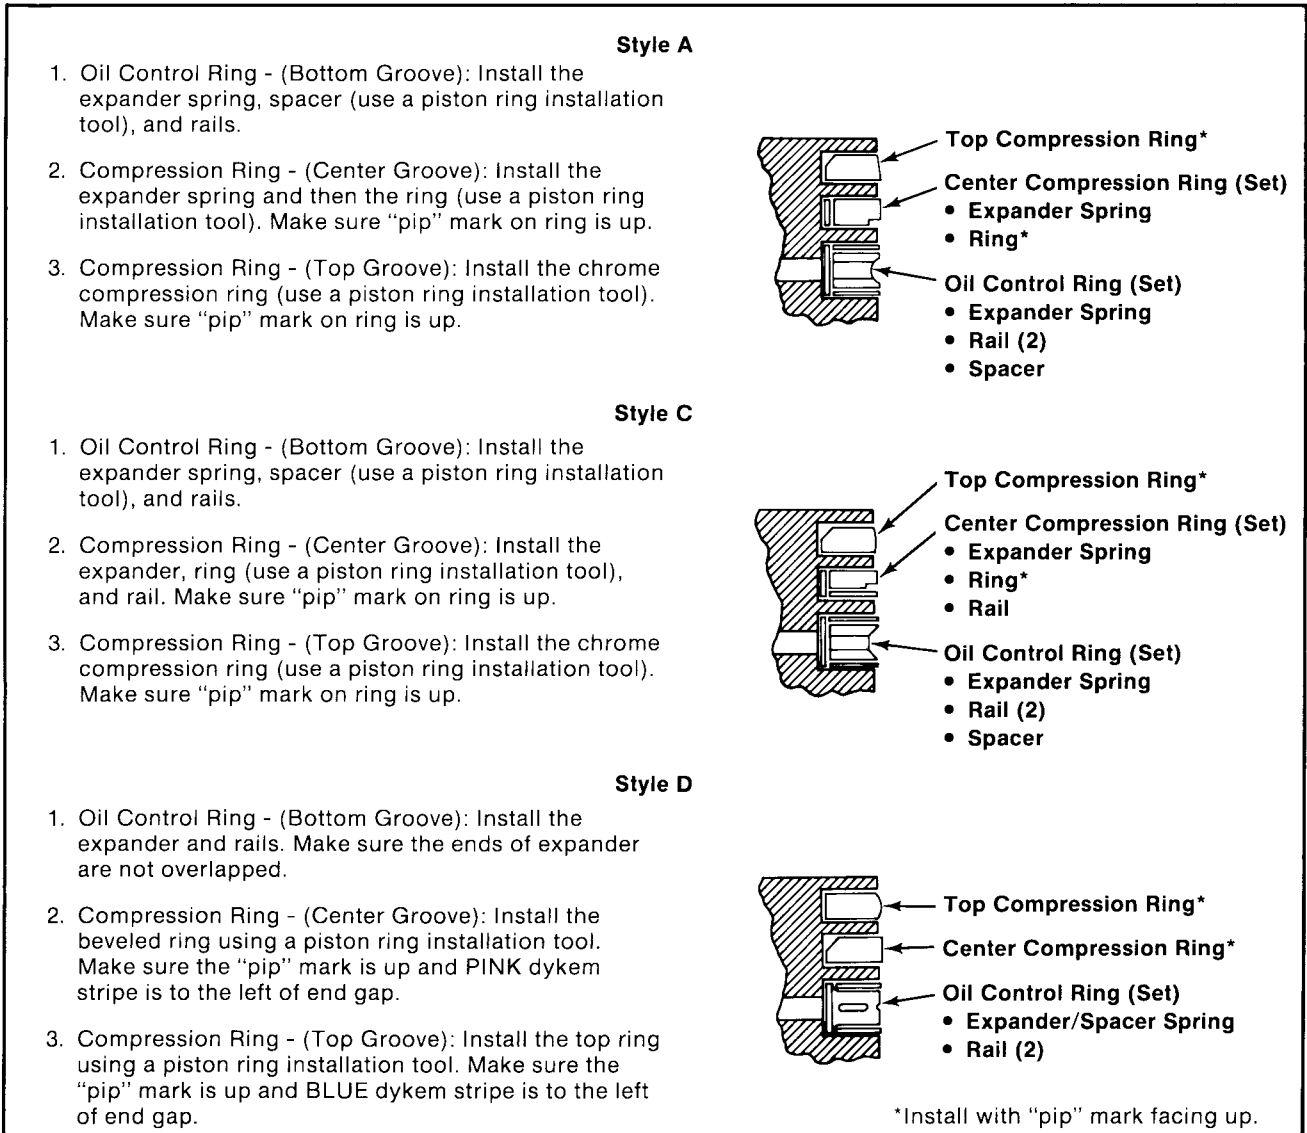 Style A
1. Oil Control Ring - (Bottom Groove): Install the
expander spring, spacer (use a piston ring installation
tool), and rails.
2. Compression Ring - (Center Groove): Install the
expander spring and then the ring (use a piston ring
installation tool). Make sure “pip” mark on ring is up.
3. Compression Ring - (Top Groove): Install the chrome
compression ring (use a piston ring installation tool).
Make sure “pip” mark on ring is up.
Top Compression Ring*
Center Compression Ring (Set)
• Expander Spring
• Ring*
Oil Control Ring (Set)
• Expander Spring
• Rail (2)
• Spacer
Style C
1. Oil Control Ring - (Bottom Groove): Install the
expander spring, spacer (use a piston ring installation
tool), and rails.
2. Compression Ring - (Center Groove): Install the
expander, ring (use a piston ring installation tool),
and rail. Make sure “pip” mark on ring is up.
3. Compression Ring - (Top Groove): Install the chrome
compression ring (use a piston ring installation tool).
Make sure “pip” mark on ring is up.
Top Compression Ring*
Center Compression Ring (Set)
• Expander Spring
• Ring*
• Rail
Oil Control Ring (Set)
• Expander Spring
• Rail (2)
• Spacer
Style D
1. Oil Control Ring - (Bottom Groove): Install the
expander and rails. Make sure the ends of expander
are not overlapped.
2. Compression Ring - (Center Groove): Install the
beveled ring using a piston ring installation tool.
Make sure the “pip” mark is up and PINK dykem
stripe is to the left of end gap.
3. Compression Ring - (Top Groove): Install the top ring
using a piston ring installation tool. Make sure the
“pip” mark is up and BLUE dykem stripe is to the left
of end gap.
Top Compression Ring*
Center Compression Ring*
Oil Control Ring (Set)
• Expander/Spacer Spring
• Rail (2)
*Install with “pip” mark facing up.